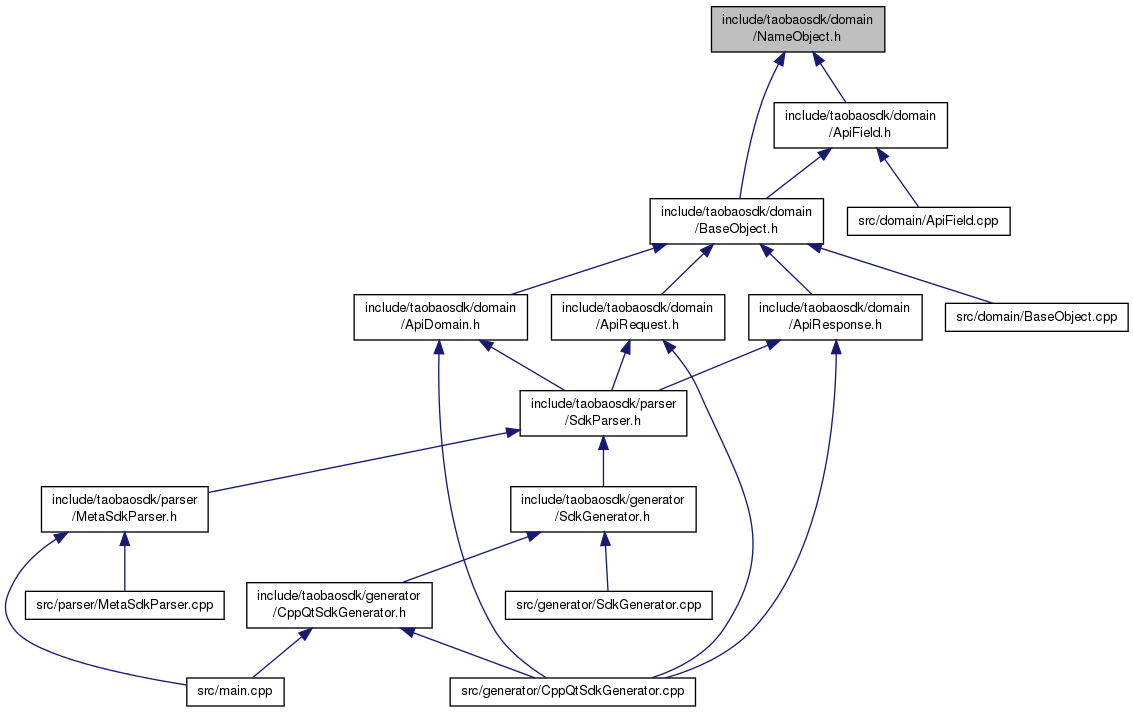 include/taobaosdk/domain
/NameObject.h
include/taobaosdk/domain
/ApiField.h
include/taobaosdk/domain
/BaseObject.h
src/domain/ApiField.cpp
include/taobaosdk/domain
/ApiDomain.h
include/taobaosdk/domain
/ApiRequest.h
include/taobaosdk/domain
/ApiResponse.h
src/domain/BaseObject.cpp
include/taobaosdk/parser
/SdkParser.h
include/taobaosdk/parser
/MetaSdkParser.h
include/taobaosdk/generator
/SdkGenerator.h
include/taobaosdk/generator
/CppQtSdkGenerator.h
src/parser/MetaSdkParser.cpp
src/generator/SdkGenerator.cpp
src/main.cpp
src/generator/CppQtSdkGenerator.cpp